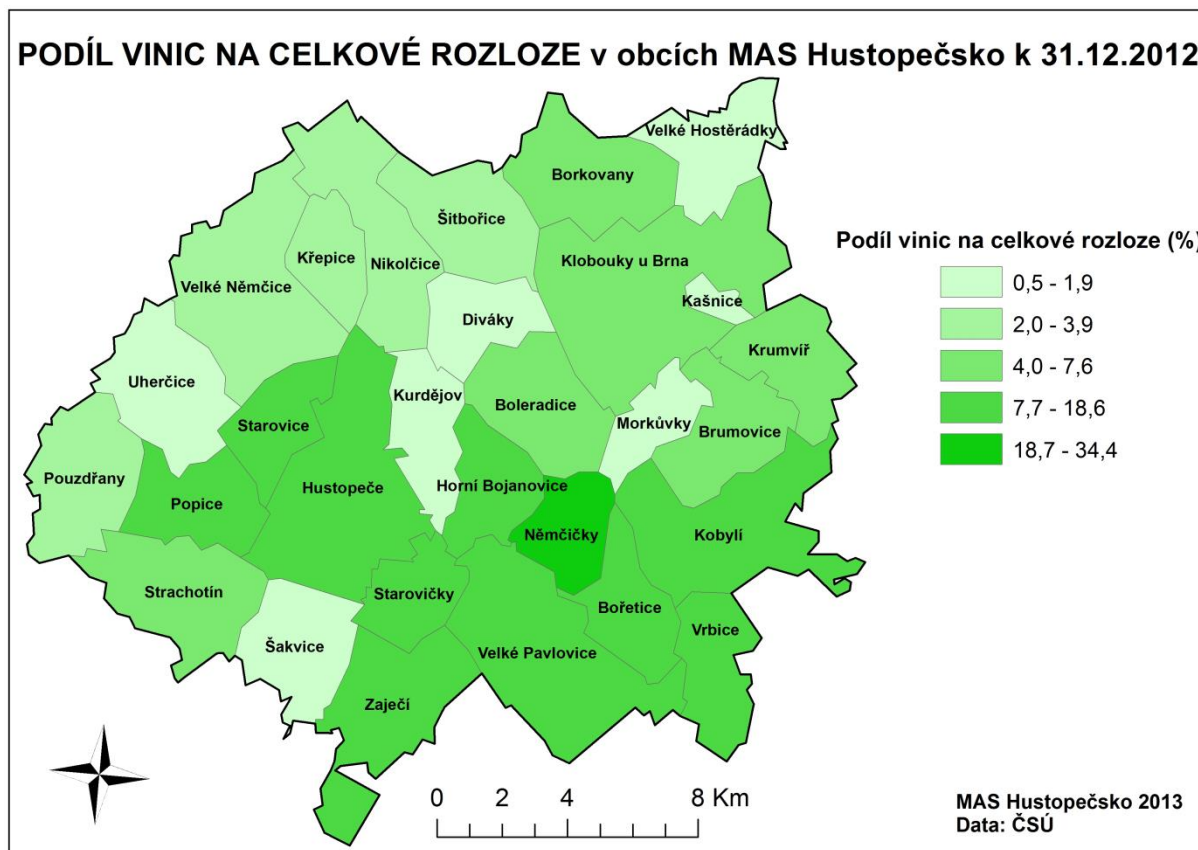 PODÍL VINIC NA CELKOVÉ ROZLOZE v obcích MAS Hustopečsko k 31.12.2012
Velké Hostěrádky
Borkovany
Šitbořice
Klobouky u Brna
Křepice
Nikolčice
Velké Němčice
Kašnice
Diváky
Krumvíř
Uherčice
Kurdějov
Boleradice
Morkůvky
Brumovice
Starovice
Pouzdřany
Hustopeče
Horní Bojanovice
Popice
Němčičky
Kobylí
Strachotín
Starovičky
Bořetice
Vrbice
Šakvice
Velké Pavlovice
Zaječí
Podíl vinic na celkové rozloze (%)
0,5 - 1,9
2,0 - 3,9
4,0 - 7,6
7,7 - 18,6
18,7 - 34,4
0 2 4 8 Km
MAS Hustopečsko 2013
Data: ČSÚ